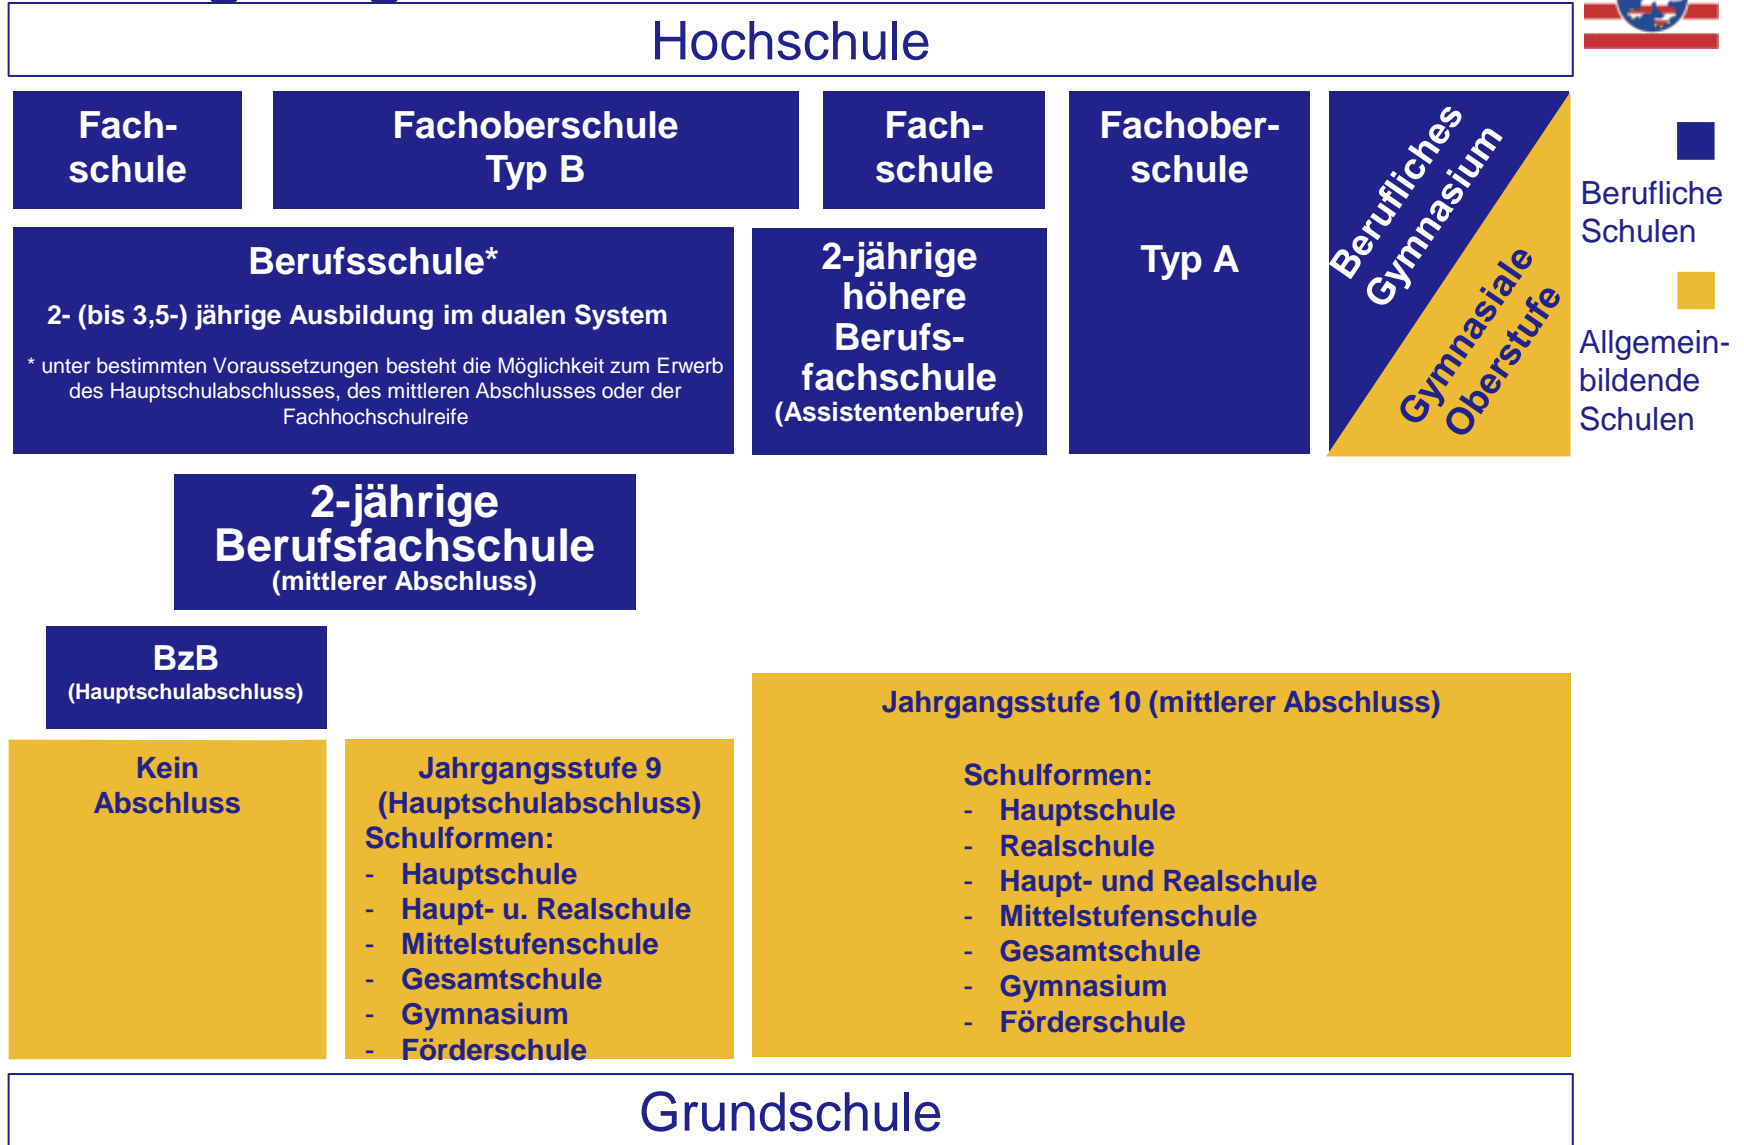 Hochschule
Fach-
schule
Fachoberschule
Typ B
Fach-
schule
Fachober-
schule
Typ A
Berufliches
Gymnasium
Gymnasiale
Oberstufe
Berufliche
Schulen
Allgemein-
bildende
Schulen
Berufsschule*
2- (bis 3,5-) jährige Ausbildung im dualen System
* unter bestimmten Voraussetzungen besteht die Möglichkeit zum Erwerb
des Hauptschulabschlusses, des mittleren Abschlusses oder der
Fachhochschulreife
2-jährige
höhere
Berufs-
fachschule
(Assistentenberufe)
2-jährige
Berufsfachschule
(mittlerer Abschluss)
BzB
(Hauptschulabschluss)
Kein
Abschluss
Jahrgangsstufe 9
(Hauptschulabschluss)
Schulformen:
- Hauptschule
- Haupt- u. Realschule
- Mittelstufenschule
- Gesamtschule
- Gymnasium
- Förderschule
Jahrgangsstufe 10 (mittlerer Abschluss)
Schulformen:
- Hauptschule
- Realschule
- Haupt- und Realschule
- Mittelstufenschule
- Gesamtschule
- Gymnasium
- Förderschule
Grundschule